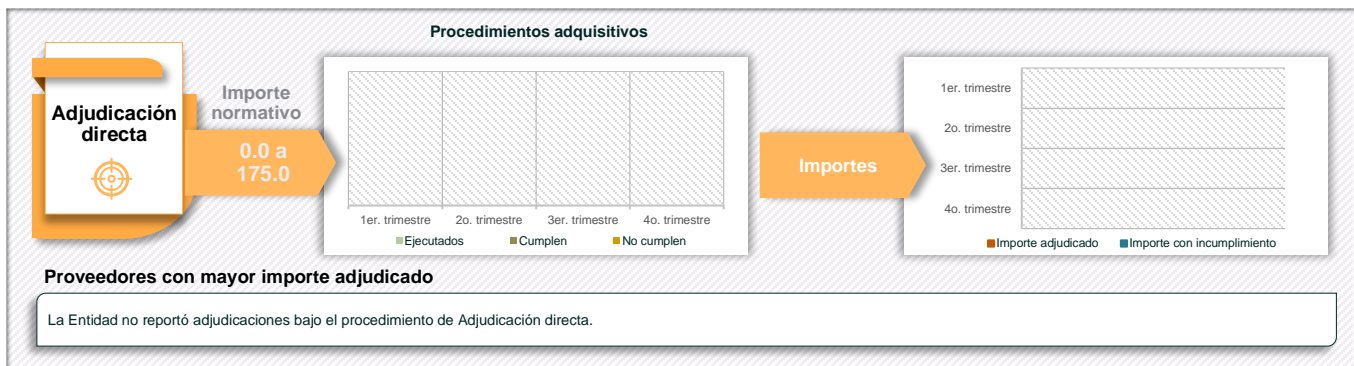 Procedimientos adquisitivos
Adjudicación
directa
Importe
normativo
0.0 a
175.0
1er. trimestre
2o. trimestre
3er. trimestre
4o. trimestre
Ejecutados
Cumplen
No cumplen
Importes
1er. trimestre
2o. trimestre
3er. trimestre
4o. trimestre
Importe adjudicado
Importe con incumplimiento
Proveedores con mayor importe adjudicado
La Entidad no reportó adjudicaciones bajo el procedimiento de Adjudicación directa.